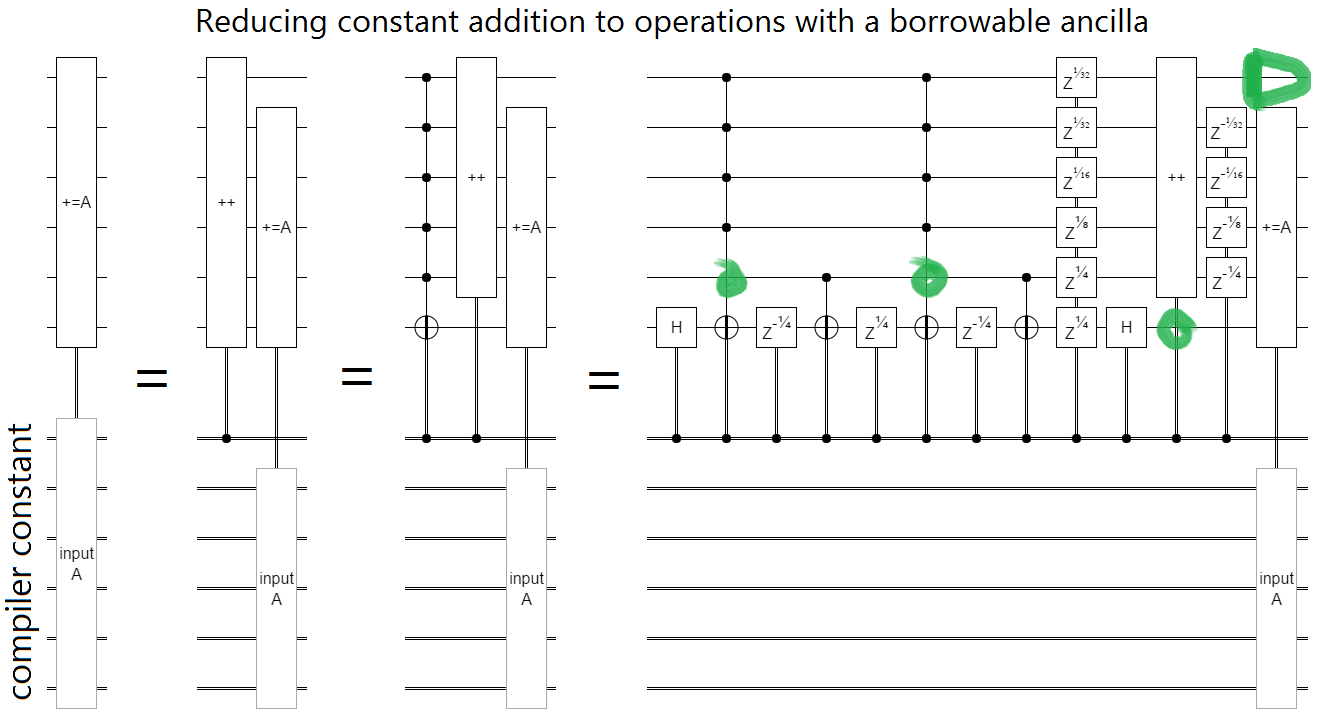 Reducing constant addition to operations with a borrowable ancilla
+=A
++
+=A
++
+=A
Z^1/32
Z^1/32
Z^1/16
Z^1/8
Z^1/4
Z^1/4
++
Z^-1/32
Z^-1/16
Z^-1/8
Z^-1/4
+=A
H
Z^-1/4
Z^1/4
Z^-1/4
H
= = =
compiler constant
input
A
input
A
input
A
input
A